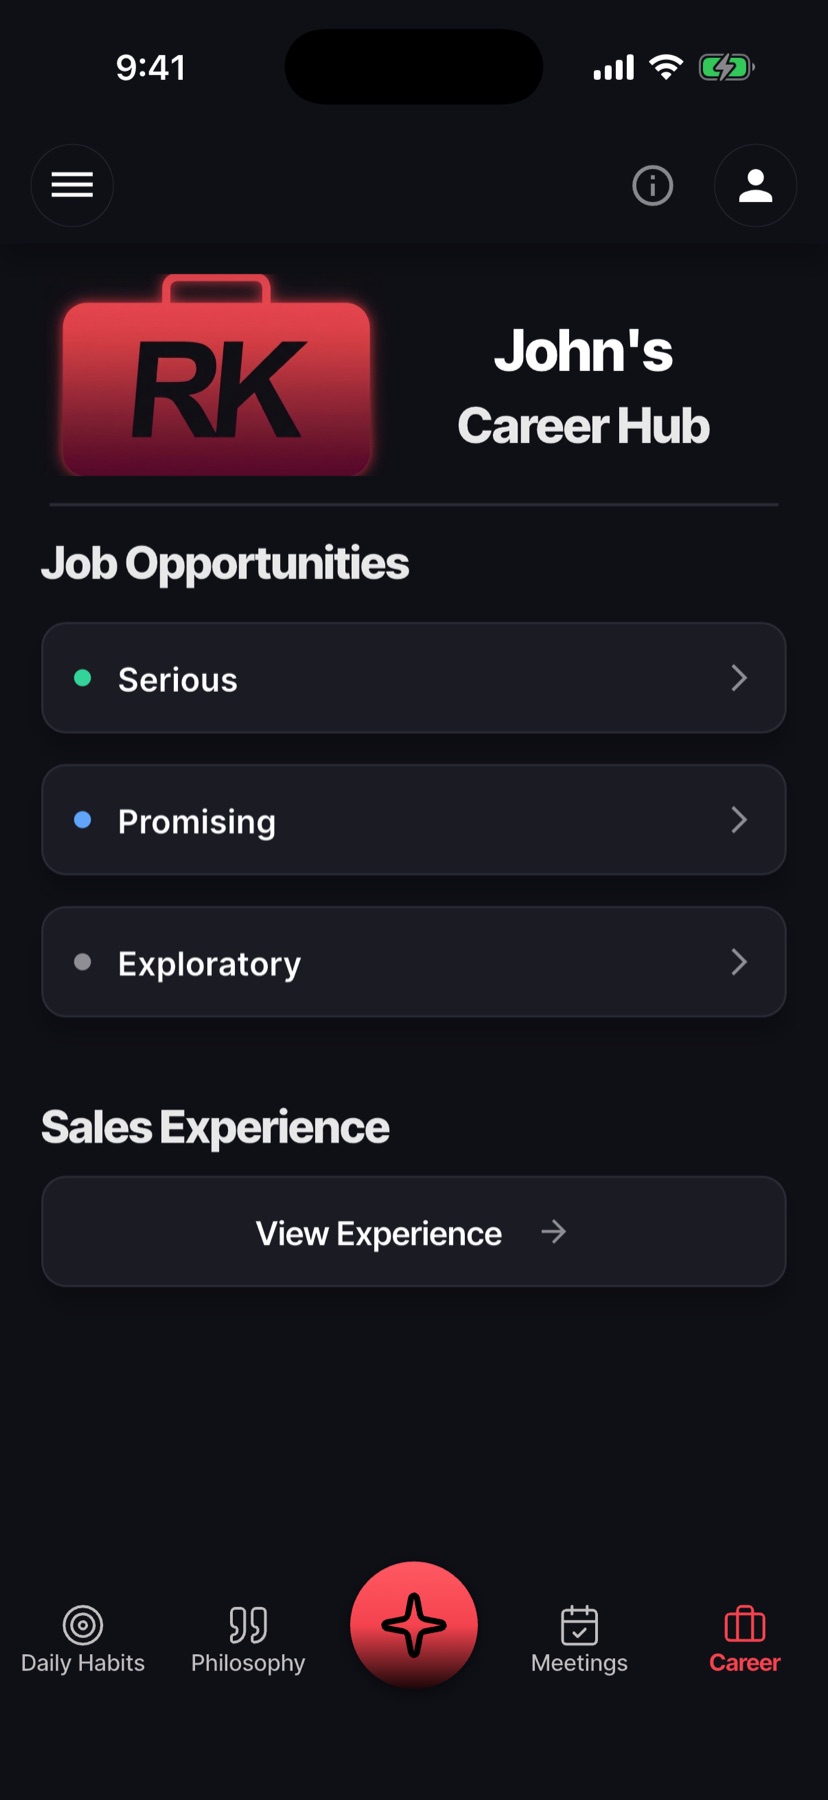 9:41
RK
John's
Career Hub
Job Opportunities
Serious
Promising
Exploratory
Sales Experience
View Experience
Daily Habits
Philosophy
Meetings
Career